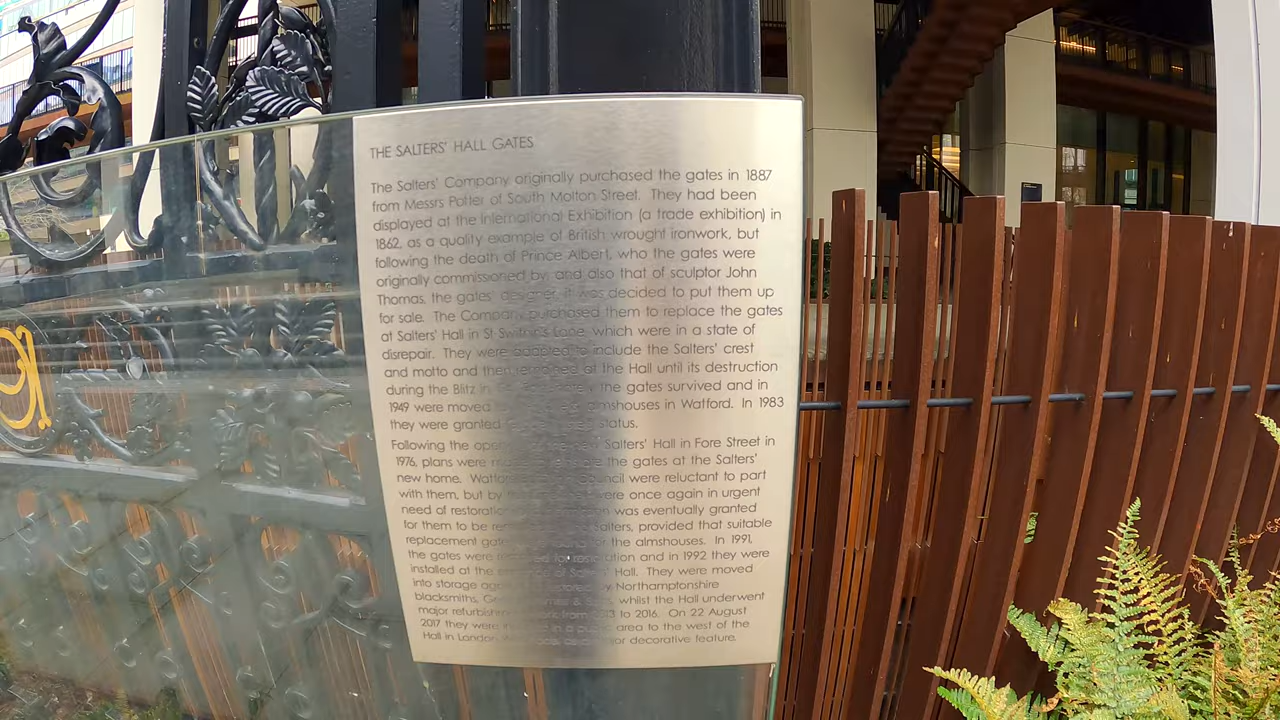 THE SALTERS' HALL GATES
The Salters' Company originally purchased the gates in 1887
from Messrs Potter of South Molton Street. They had been
displayed at the International Exhibition (a trade exhibition) in
1862, as a quality example of British wrought ironwork, but
following the death of Prince Albert, who the gates were
originally commissioned by, and also that of sculptor John
Thomas, the gates' designer, it was decided to put them up
for sale. The Company purchased them to replace the gates
at Salters' Hall in St Swithin's Lane, which were in a state of
disrepair. They were adapted to include the Salters' crest
and motto and then remained at the Hall until its destruction
during the Blitz in the gates survived and in
1949 were moved almshouses in Watford. In 1983
they were granted status.
Following the Salters' Hall in Fore Street in
1976, plans were the gates at the Salters'
new home. were reluctant to part
with them, but by were once again in urgent
need of was eventually granted
for them to be provided that suitable
replacement the almshouses. In 1991,
the gates were and in 1992 they were
installed at the Hall. They were moved
into storage Northamptonshire
blacksmiths, whilst the Hall underwent
major to 2016. On 22 August
2017 they were in a area to the west of the
Hall in London decorative feature.